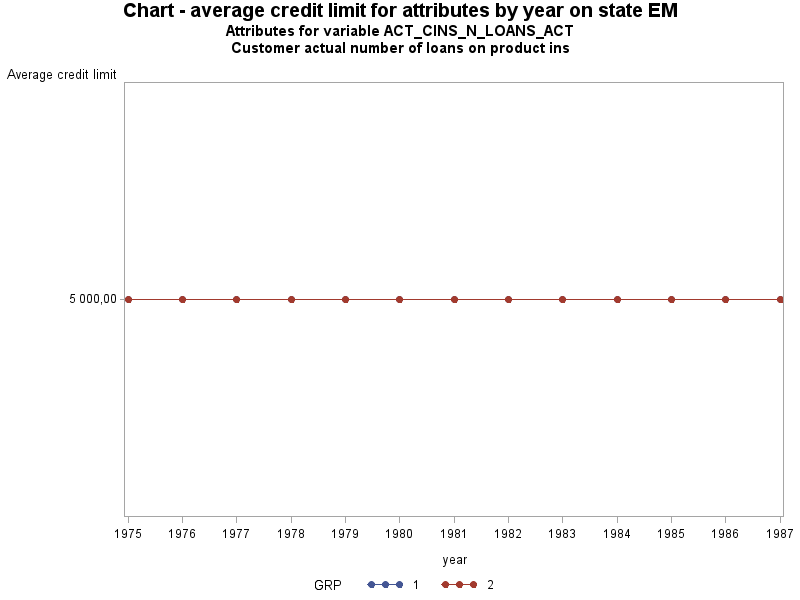 Chart - average credit limit for attributes by year on state EM
Attributes for variable ACT_CINS_N_LOANS_ACT
Customer actual number of loans on product ins
Average credit limit
5 000,00
1975 1976 1977 1978 1979 1980 1981 1982 1983 1984 1985 1986 1987
year
GRP 1 2